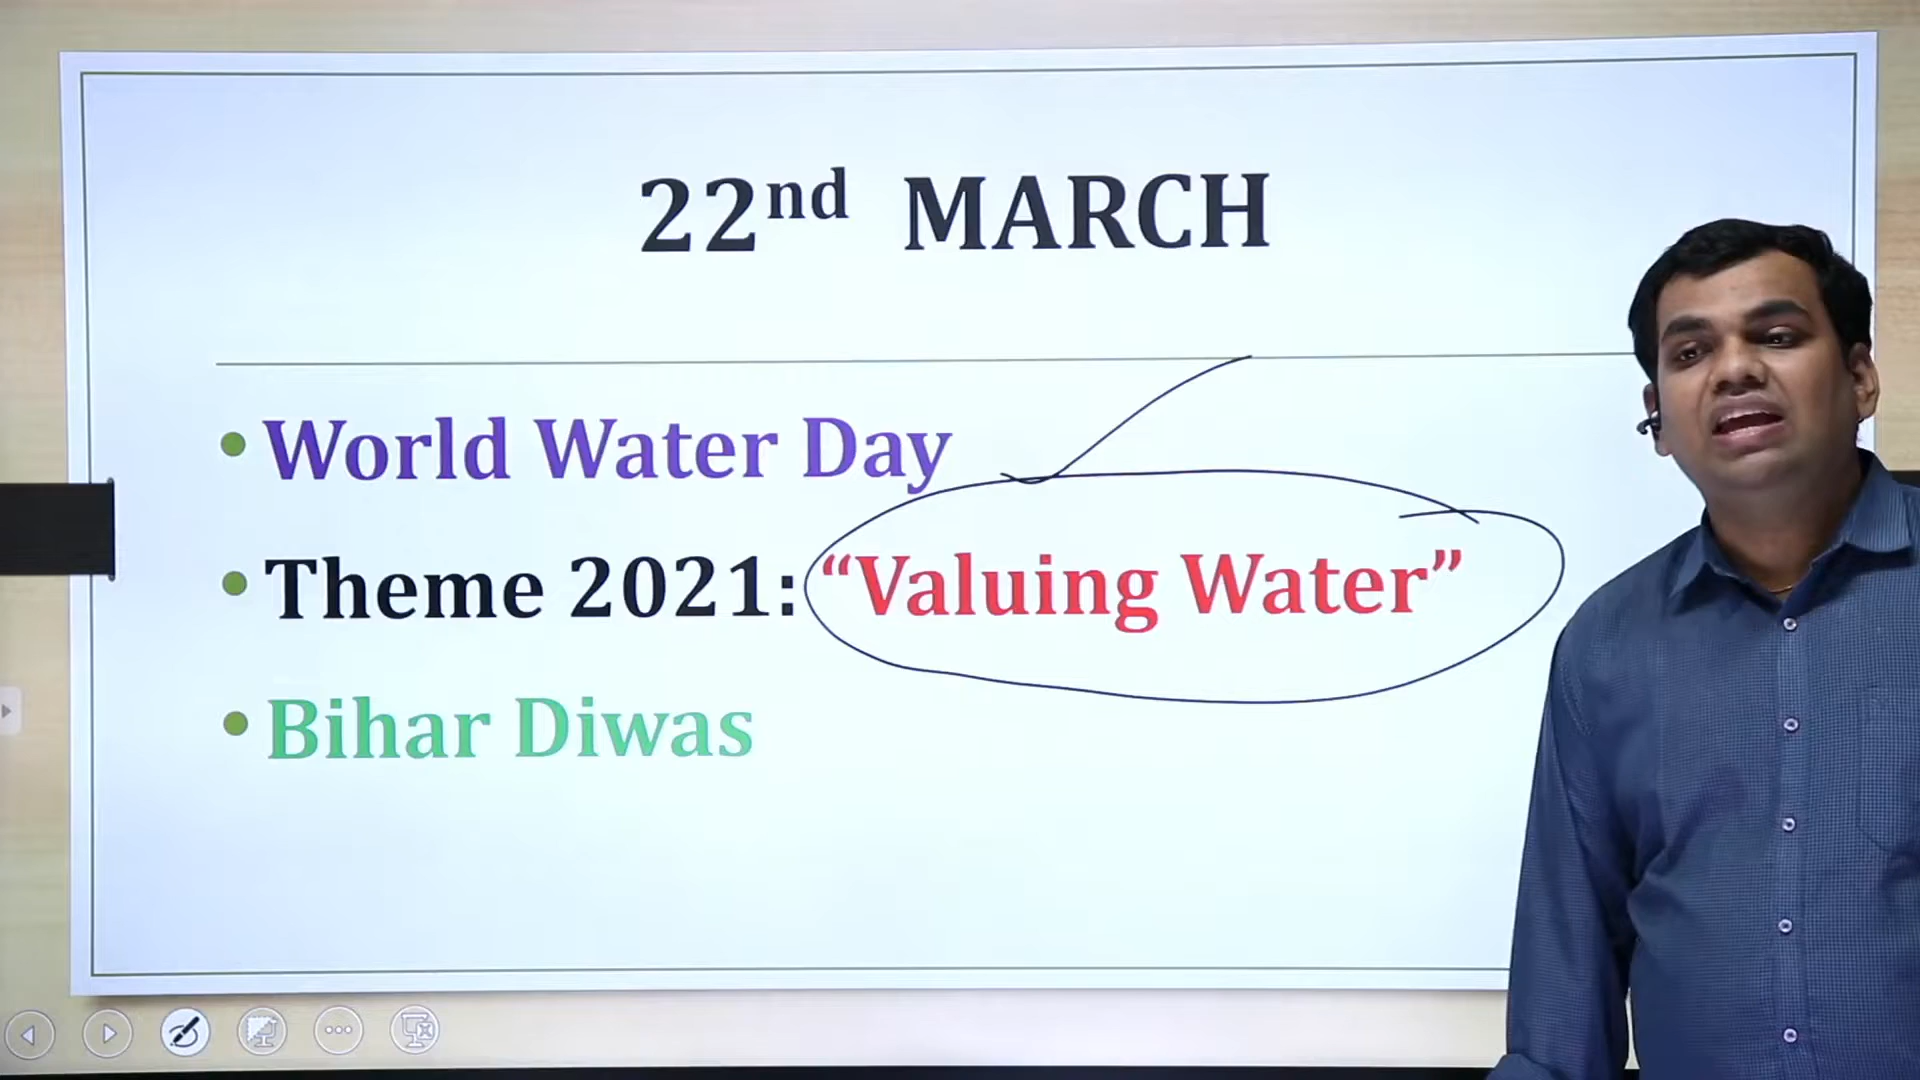 22nd MARCH
• World Water Day
• Theme 2021: “Valuing Water”
• Bihar Diwas